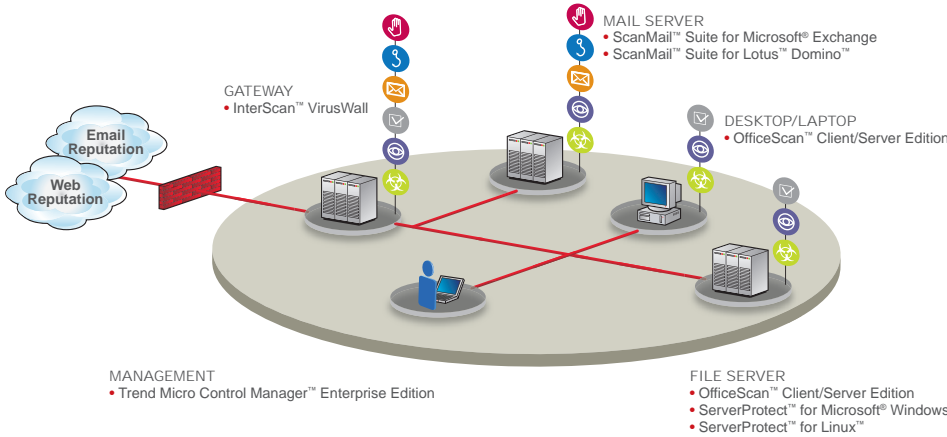 MAIL SERVER
• ScanMail™ Suite for Microsoft® Exchange
• ScanMail™ Suite for Lotus™ Domino™
GATEWAY
• InterScan™ VirusWall
DESKTOP/LAPTOP
• OfficeScan™ Client/Server Edition
Email
Reputation
Web
Reputation
MANAGEMENT
• Trend Micro Control Manager™ Enterprise Edition
FILE SERVER
• OfficeScan™ Client/Server Edition
• ServerProtect™ for Microsoft® Windows
• ServerProtect™ for Linux™